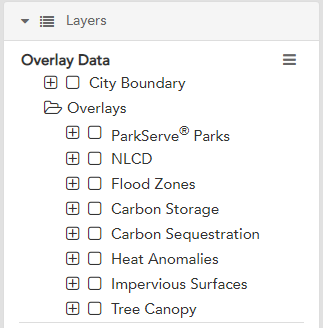 Layers
Overlay Data
City Boundary
Overlays
ParkServe® Parks
NLCD
Flood Zones
Carbon Storage
Carbon Sequestration
Heat Anomalies
Impervious Surfaces
Tree Canopy